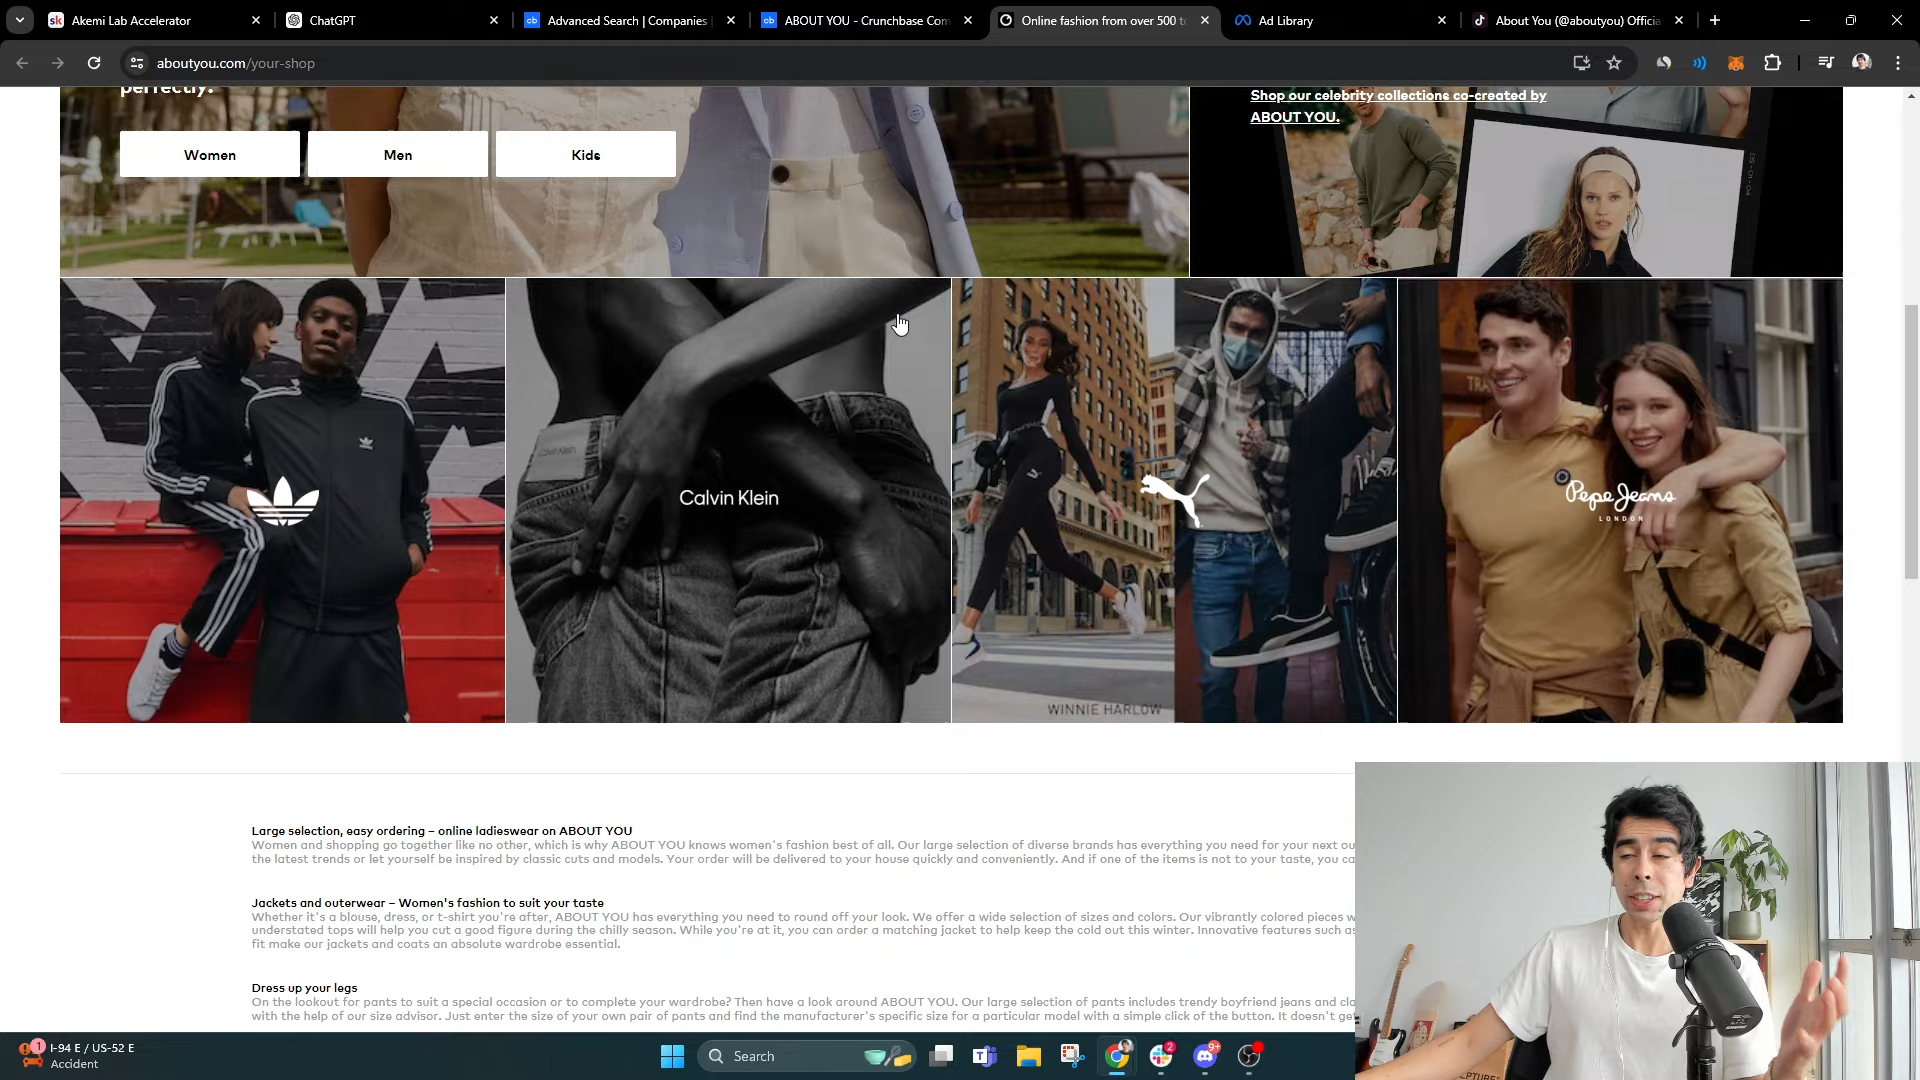 Akemi Lab Accelerator
ChatGPT
Advanced Search | Companies
ABOUT YOU - Crunchbase Com
Online fashion from over 500 to
Ad Library
About You (@aboutyou) Officia
aboutyou.com/your-shop
perfectly.
Women
Men
Kids
Shop our celebrity collections co-created by
ABOUT YOU.
Calvin Klein
Pepe Jeans
LONDON
WINNIE HARLOW
Large selection, easy ordering – online ladieswear on ABOUT YOU
Women and shopping go together like no other, which is why ABOUT YOU knows women's fashion best of all. Our large selection of diverse brands has everything you need for your next ou
the latest trends or let yourself be inspired by classic cuts and models. Your order will be delivered to your house quickly and conveniently. And if one of the items is not to your taste, you ca
Jackets and outerwear – Women's fashion to suit your taste
Whether it's a blouse, dress, or t-shirt you're after, ABOUT YOU has everything you need to round off your look. We offer a wide selection of sizes and colors. Our vibrantly colored pieces w
understated tops will help you cut a good figure during the chilly season. While you're at it, you can order a matching jacket to help keep the cold out this winter. Innovative features such as
fit make our jackets and coats an absolute wardrobe essential.
Dress up your legs
On the lookout for pants to suit a special occasion or to complete your wardrobe? Then have a look around ABOUT YOU. Our large selection of pants includes trendy boyfriend jeans and cla
with the help of our size advisor. Just enter the size of your own pair of pants and find the manufacturer's specific size for a particular model with a simple click of the button. It doesn't get
1
I-94 E / US-52 E
Accident
Search
2
9+